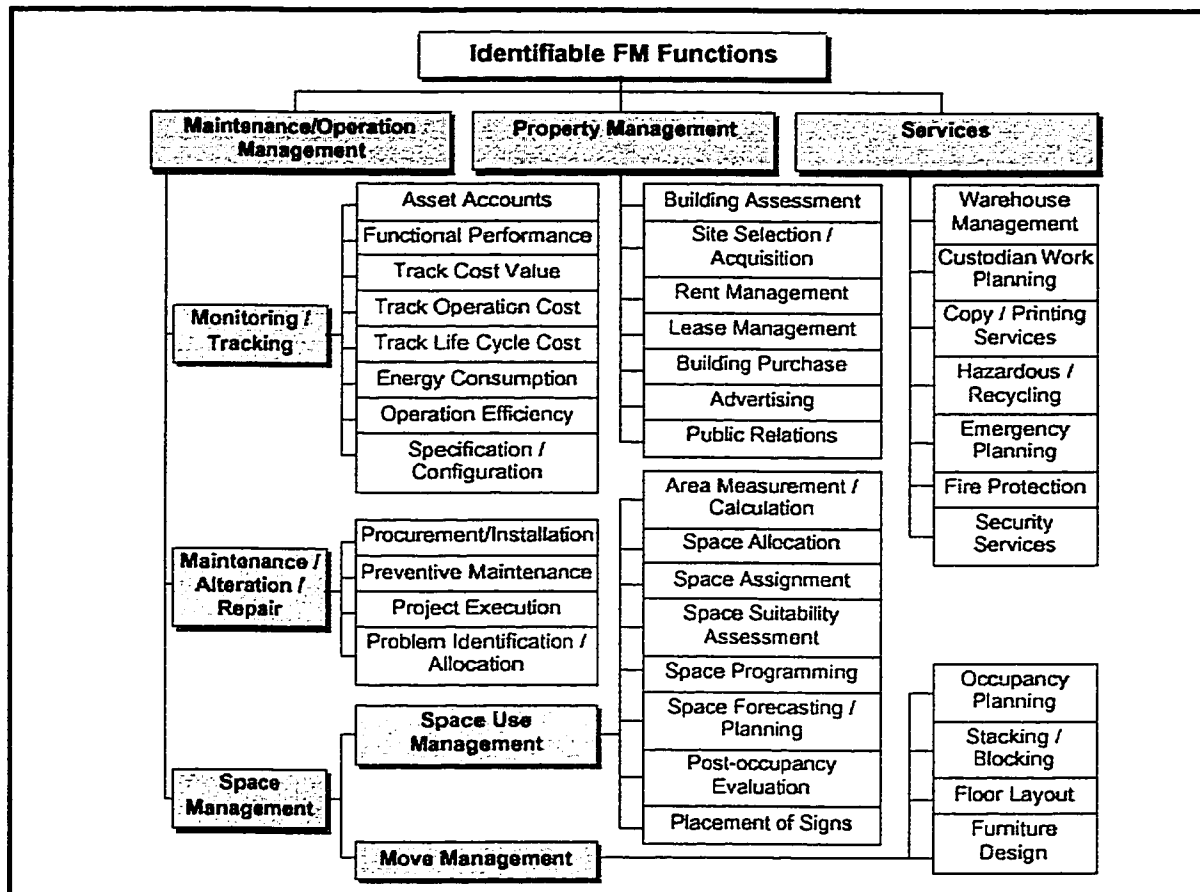 Identifiable FM Functions
Maintenance/Operation
Management
Property Management
Services
Monitoring /
Tracking
Asset Accounts
Functional Performance
Track Cost Value
Track Operation Cost
Track Life Cycle Cost
Energy Consumption
Operation Efficiency
Specification /
Configuration
Maintenance /
Alteration /
Repair
Procurement/Installation
Preventive Maintenance
Project Execution
Problem Identification /
Allocation
Space
Management
Space Use
Management
Move Management
Building Assessment
Site Selection /
Acquisition
Rent Management
Lease Management
Building Purchase
Advertising
Public Relations
Area Measurement /
Calculation
Space Allocation
Space Assignment
Space Suitability
Assessment
Space Programming
Space Forecasting /
Planning
Post-occupancy
Evaluation
Placement of Signs
Warehouse
Management
Custodian Work
Planning
Copy / Printing
Services
Hazardous /
Recycling
Emergency
Planning
Fire Protection
Security
Services
Occupancy
Planning
Stacking /
Blocking
Floor Layout
Furniture
Design